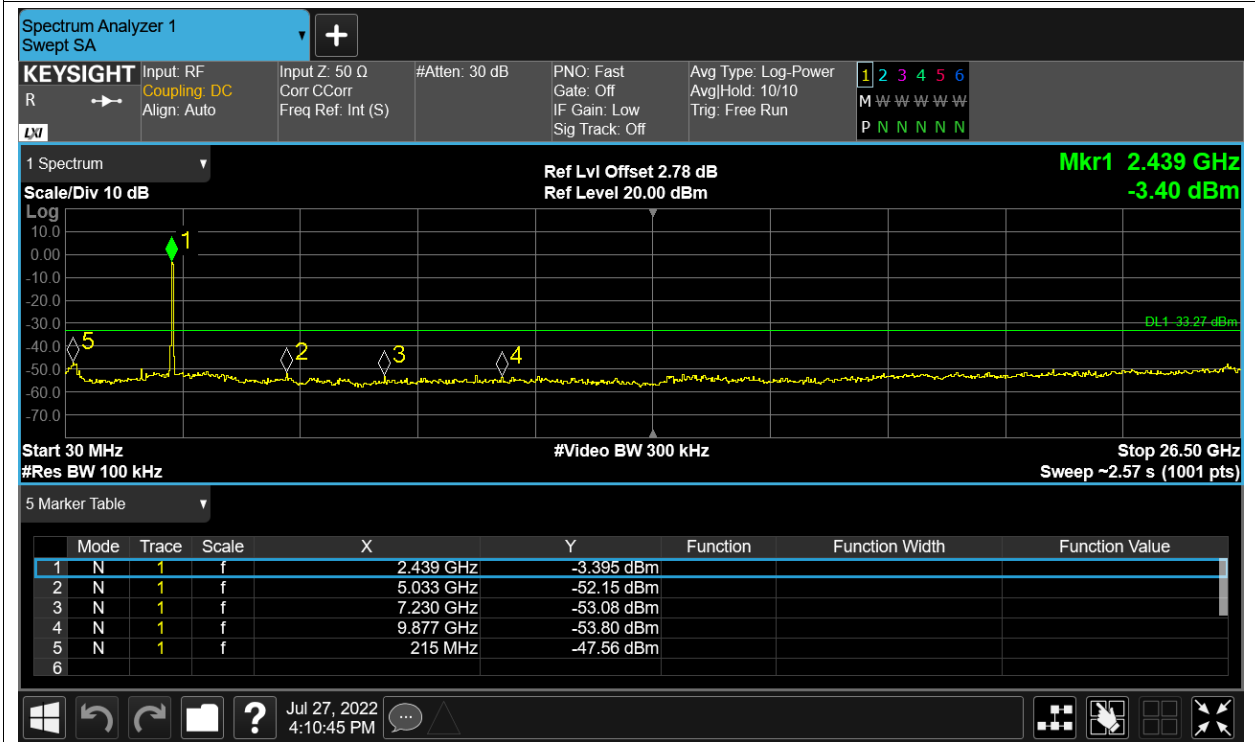 Spectrum Analyzer 1
Swept SA
+
KEYSIGHT Input: RF Input Z: 50 Ω #Atten: 30 dB PNO: Fast Avg Type: Log-Power 1 2 3 4 5 6
R Coupling: DC Corr CCorr Gate: Off Avg|Hold: 10/10 M W W W W W
Align: Auto Freq Ref: Int (S) IF Gain: Low Trig: Free Run
LXI Sig Track: Off P N N N N N
1 Spectrum Ref Lvl Offset 2.78 dB Mkr1 2.439 GHz
Scale/Div 10 dB Ref Level 20.00 dBm -3.40 dBm
Log
10.0
1
0.00
-10.0
-20.0
-30.0
DL1 -33.27 dBm
-40.0
5 2 3 4
-50.0
-60.0
-70.0
Start 30 MHz #Video BW 300 kHz Stop 26.50 GHz
#Res BW 100 kHz Sweep ~2.57 s (1001 pts)
5 Marker Table
Mode Trace Scale X Y Function Function Width Function Value
1 N 1 f 2.439 GHz -3.395 dBm
2 N 1 f 5.033 GHz -52.15 dBm
3 N 1 f 7.230 GHz -53.08 dBm
4 N 1 f 9.877 GHz -53.80 dBm
5 N 1 f 215 MHz -47.56 dBm
6
? Jul 27, 2022
4:10:45 PM